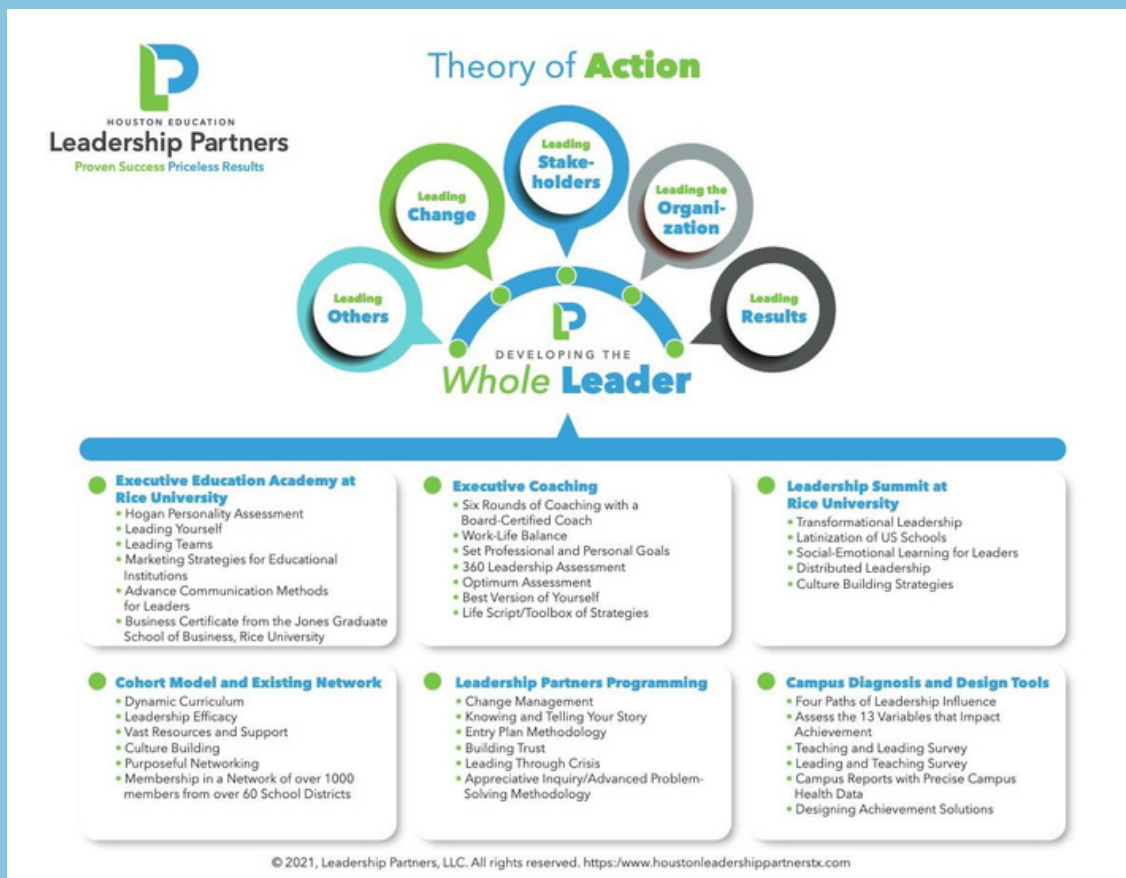 HOUSTON EDUCATION
Leadership Partners
Proven Success Priceless Results
Theory of Action
Leading
Others
Leading
Change
Leading
Stake-
holders
Leading the
Organi-
zation
Leading
Results
DEVELOPING THE
Whole Leader
Executive Education Academy at
Rice University
• Hogan Personality Assessment
• Leading Yourself
• Leading Teams
• Marketing Strategies for Educational
Institutions
• Advance Communication Methods
for Leaders
• Business Certificate from the Jones Graduate
School of Business, Rice University
Executive Coaching
• Six Rounds of Coaching with a
Board-Certified Coach
• Work-Life Balance
• Set Professional and Personal Goals
• 360 Leadership Assessment
• Optimum Assessment
• Best Version of Yourself
• Life Script/Toolbox of Strategies
Leadership Summit at
Rice University
• Transformational Leadership
• Latinization of US Schools
• Social-Emotional Learning for Leaders
• Distributed Leadership
• Culture Building Strategies
Cohort Model and Existing Network
• Dynamic Curriculum
• Leadership Efficacy
• Vast Resources and Support
• Culture Building
• Purposeful Networking
• Membership in a Network of over 1000
members from over 60 School Districts
Leadership Partners Programming
• Change Management
• Knowing and Telling Your Story
• Entry Plan Methodology
• Building Trust
• Leading Through Crisis
• Appreciative Inquiry/Advanced Problem-
Solving Methodology
Campus Diagnosis and Design Tools
• Four Paths of Leadership Influence
• Assess the 13 Variables that Impact
Achievement
• Teaching and Leading Survey
• Leading and Teaching Survey
• Campus Reports with Precise Campus
Health Data
• Designing Achievement Solutions
© 2021, Leadership Partners, LLC. All rights reserved. https:/www.houstonleadershippartnerstx.com